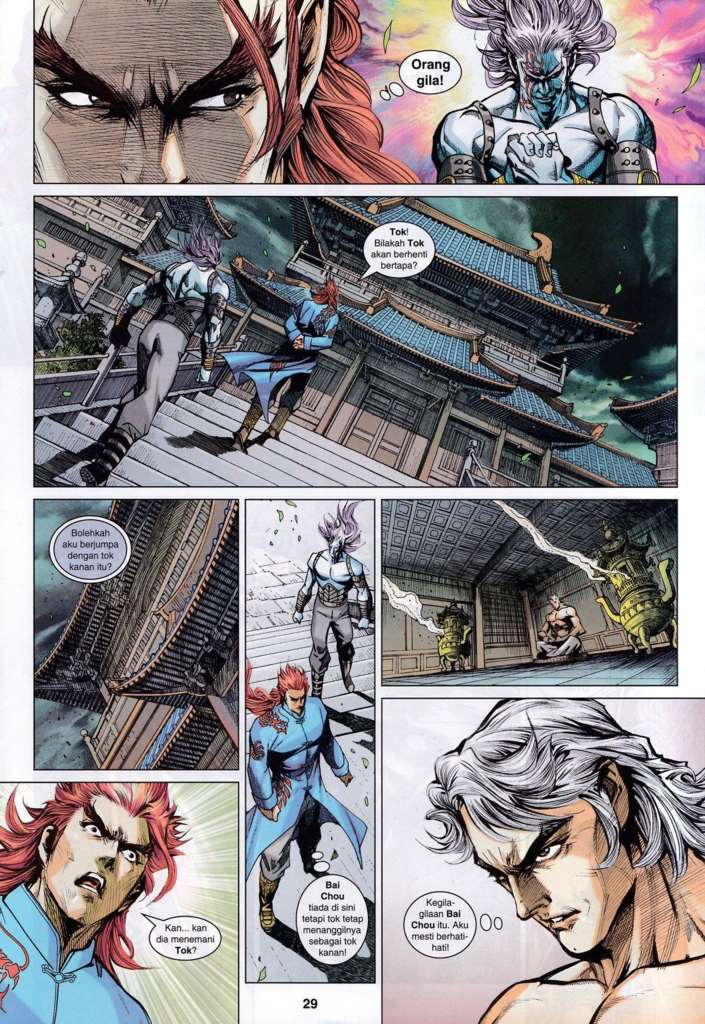 Orang
gila!
Tok!
Bilakah Tok
akan berhenti
bertapa?
Bolehkah
aku berjumpa
dengan tok
kanan itu?
Kan... kan
dia menemani
Tok?
Bai
Chou
tiada di sini
tetapi tok tetap
menanggilnya
sebagai tok
kanan!
Kegila-
gilaan Bai
Chou itu. Aku
mesti berhati-
hati!
29